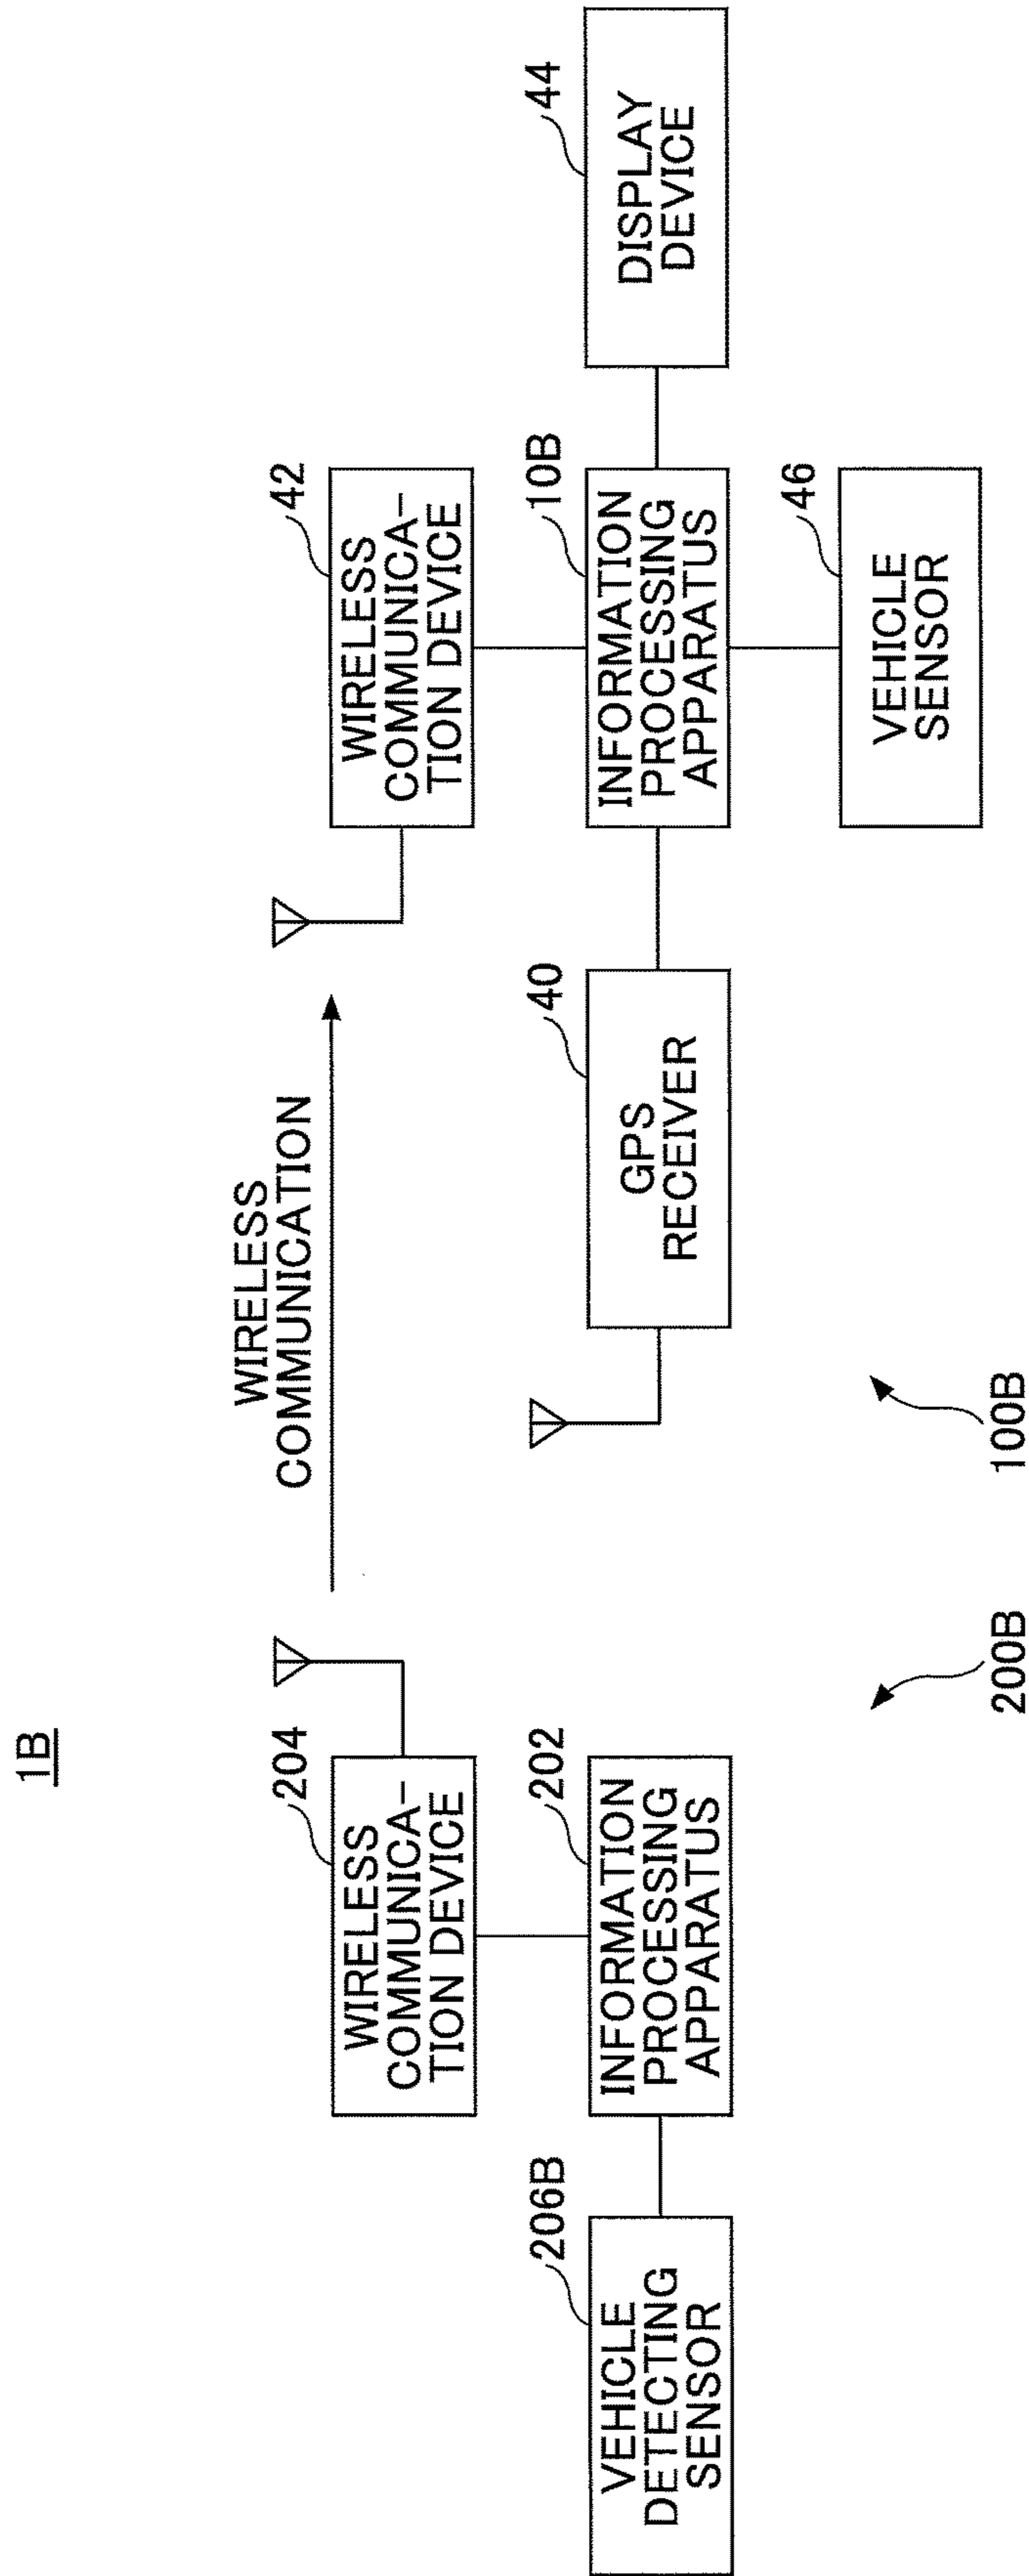 1B
WIRELESS
COMMUNICATION
204
WIRELESS
COMMUNICA-
TION DEVICE
42
WIRELESS
COMMUNICA-
TION DEVICE
206B
VEHICLE
DETECTING
SENSOR
202
INFORMATION
PROCESSING
APPARATUS
40
GPS
RECEIVER
10B
INFORMATION
PROCESSING
APPARATUS
44
DISPLAY
DEVICE
46
VEHICLE
SENSOR
200B
100B